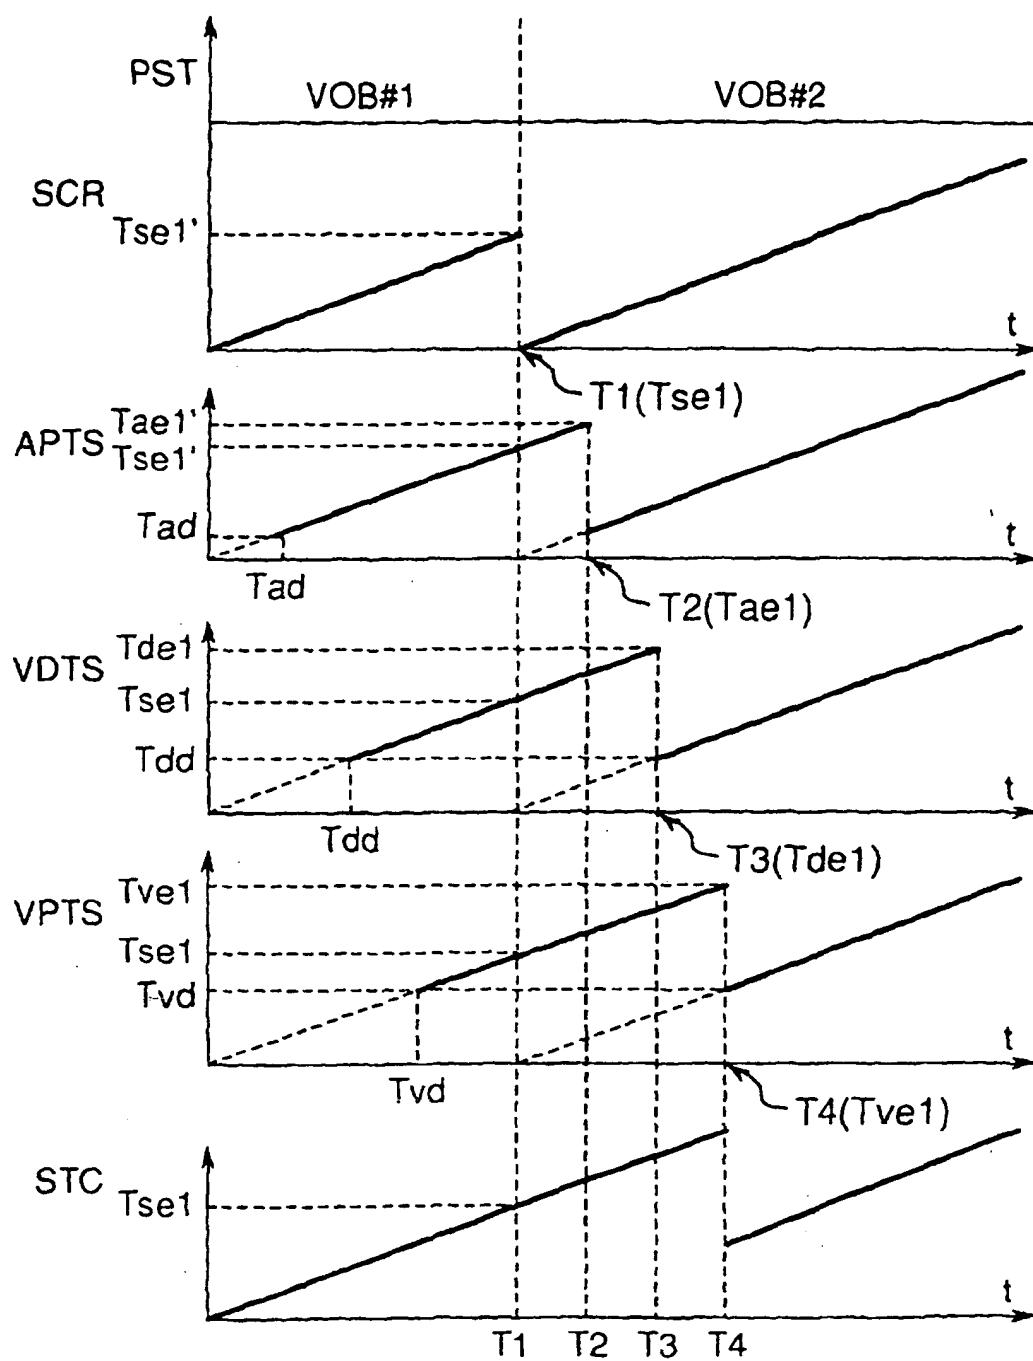 PST
VOB#1
VOB#2
SCR
Tse1'
t
T1(Tse1)
APTS
Tae1'
Tse1'
Tad
t
Tad
T2(Tae1)
VDTS
Tde1
Tse1
Tdd
t
Tdd
T3(Tde1)
VPTS
Tve1
Tse1
Tvd
t
Tvd
T4(Tve1)
STC
Tse1
t
T1 T2 T3 T4